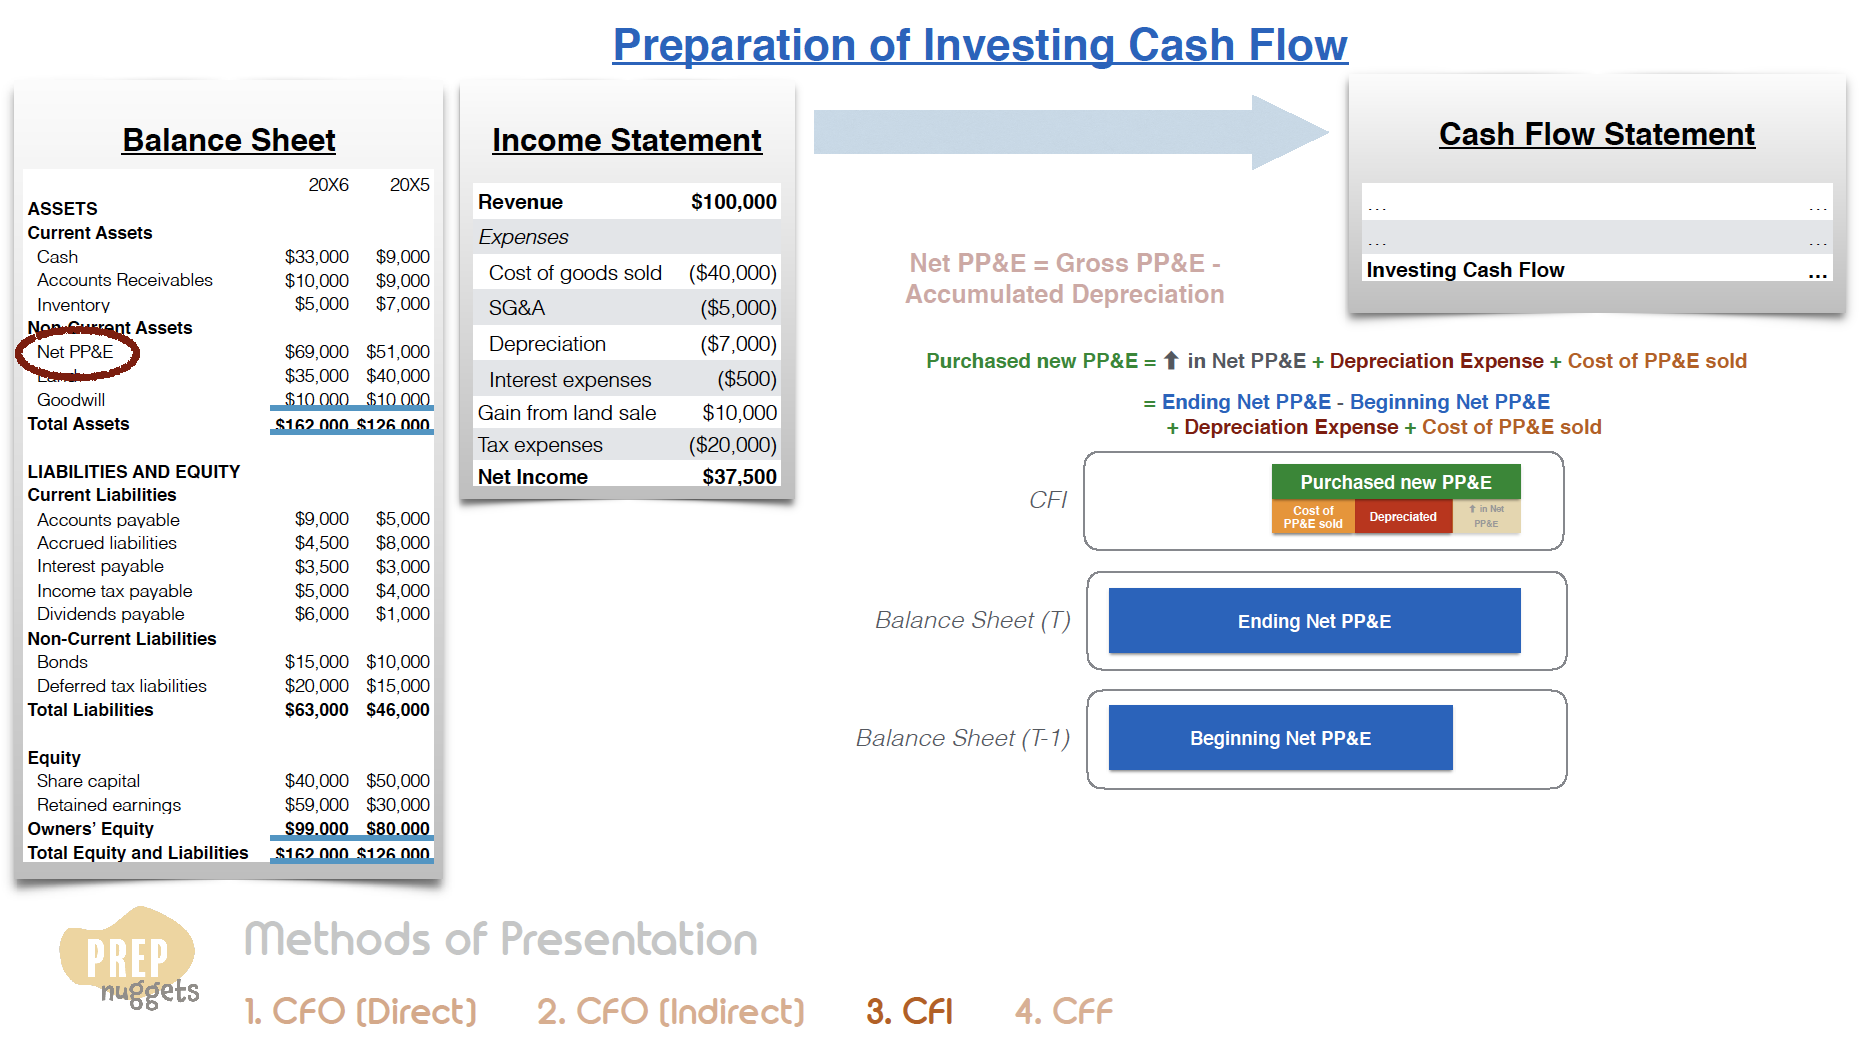 Preparation of Investing Cash Flow
Balance Sheet
20X6 20X5
ASSETS
Current Assets
Cash $33,000 $9,000
Accounts Receivables $10,000 $9,000
Inventory $5,000 $7,000
Non-Current Assets
Net PP&E $69,000 $51,000
Land $35,000 $40,000
Goodwill $10,000 $10,000
Total Assets $162,000 $126,000
LIABILITIES AND EQUITY
Current Liabilities
Accounts payable $9,000 $5,000
Accrued liabilities $4,500 $8,000
Interest payable $3,500 $3,000
Income tax payable $5,000 $4,000
Dividends payable $6,000 $1,000
Non-Current Liabilities
Bonds $15,000 $10,000
Deferred tax liabilities $20,000 $15,000
Total Liabilities $63,000 $46,000
Equity
Share capital $40,000 $50,000
Retained earnings $59,000 $30,000
Owners' Equity $99,000 $80,000
Total Equity and Liabilities $162,000 $126,000
Income Statement
Revenue $100,000
Expenses
Cost of goods sold ($40,000)
SG&A ($5,000)
Depreciation ($7,000)
Interest expenses ($500)
Gain from land sale $10,000
Tax expenses ($20,000)
Net Income $37,500
Cash Flow Statement
... ...
... ...
Investing Cash Flow ...
Net PP&E = Gross PP&E -
Accumulated Depreciation
Purchased new PP&E = ⬆ in Net PP&E + Depreciation Expense + Cost of PP&E sold
= Ending Net PP&E - Beginning Net PP&E
+ Depreciation Expense + Cost of PP&E sold
CFI
Purchased new PP&E
Cost of
PP&E sold
Depreciated
⬆ in Net
PP&E
Balance Sheet (T)
Ending Net PP&E
Balance Sheet (T-1)
Beginning Net PP&E
PREP
nuggets
Methods of Presentation
1. CFO (Direct) 2. CFO (Indirect) 3. CFI 4. CFF